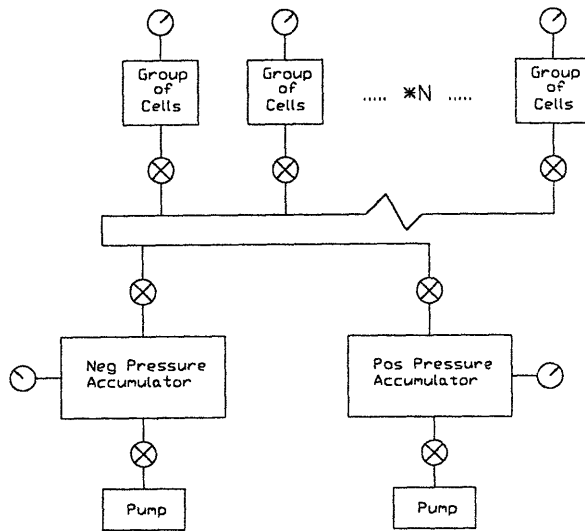 Group
of
Cells
Group
of
Cells
..... *N .....
Group
of
Cells
Neg Pressure
Accumulator
Pos Pressure
Accumulator
Pump
Pump